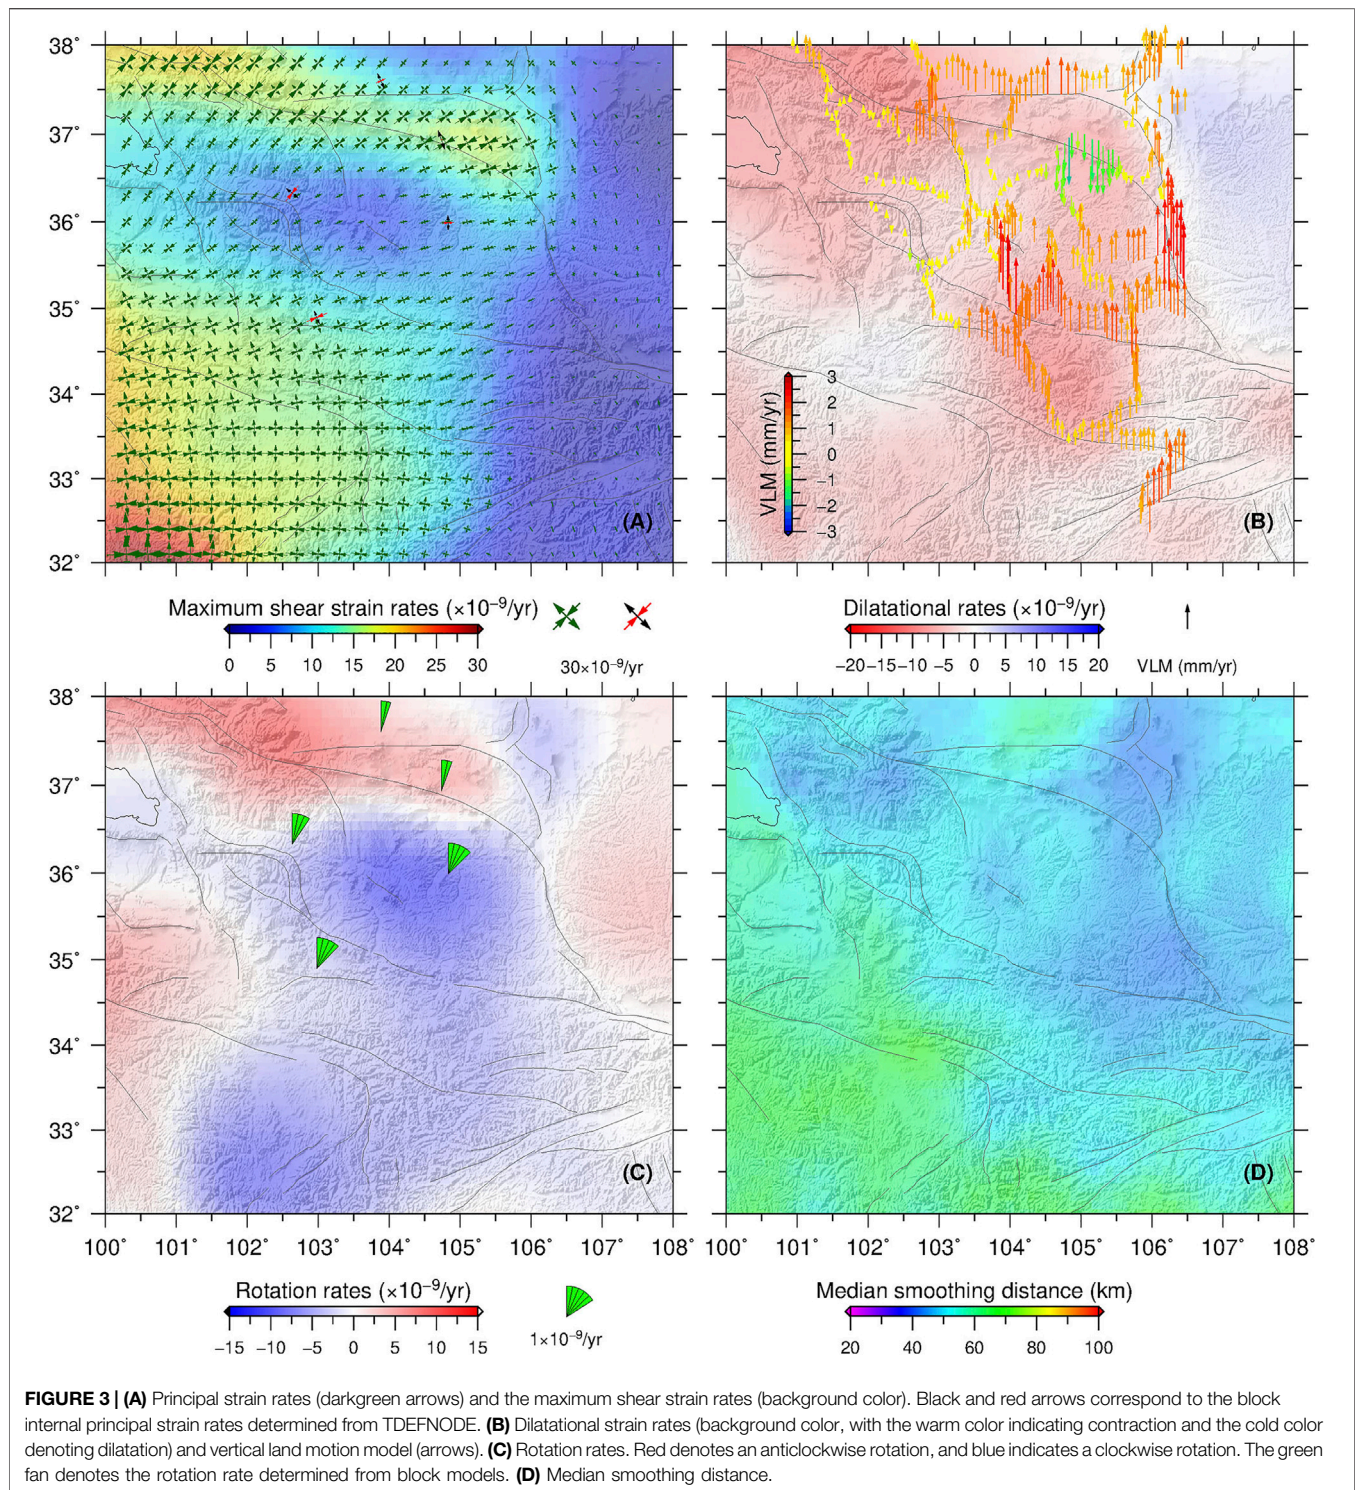 38˚
37˚
36˚
35˚
34˚
33˚
32˚
(A)
3
2
1
0
−1
−2
−3
VLM (mm/yr)
(B)
Maximum shear strain rates (×10⁻⁹/yr)
0 5 10 15 20 25 30
30×10⁻⁹/yr
Dilatational rates (×10⁻⁹/yr)
−20 −15 −10 −5 0 5 10 15 20
VLM (mm/yr)
38˚
37˚
36˚
35˚
34˚
33˚
32˚
(C)
(D)
100˚ 101˚ 102˚ 103˚ 104˚ 105˚ 106˚ 107˚ 108˚
100˚ 101˚ 102˚ 103˚ 104˚ 105˚ 106˚ 107˚ 108˚
Rotation rates (×10⁻⁹/yr)
−15 −10 −5 0 5 10 15
1×10⁻⁹/yr
Median smoothing distance (km)
20 40 60 80 100
FIGURE 3 | (A) Principal strain rates (darkgreen arrows) and the maximum shear strain rates (background color). Black and red arrows correspond to the block
internal principal strain rates determined from TDEFNODE. (B) Dilatational strain rates (background color, with the warm color indicating contraction and the cold color
denoting dilatation) and vertical land motion model (arrows). (C) Rotation rates. Red denotes an anticlockwise rotation, and blue indicates a clockwise rotation. The green
fan denotes the rotation rate determined from block models. (D) Median smoothing distance.